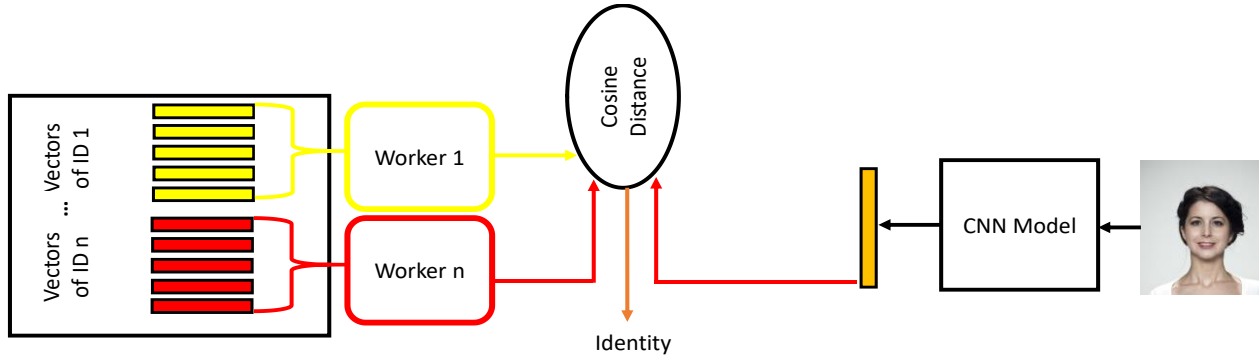 Vectors
of ID 1
...
Vectors
of ID n
Worker 1
Worker n
Cosine
Distance
Identity
CNN Model